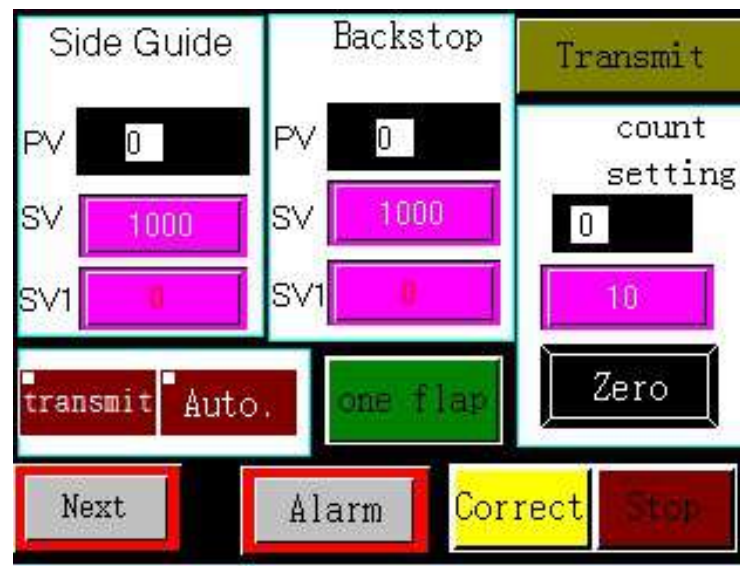 Side Guide
PV 0
SV 1000
SV1 0
Backstop
PV 0
SV 1000
SV1 0
Transmit
count
setting
0
10
Zero
transmit Auto.
one flap
Next
Alarm
Correct
Stop